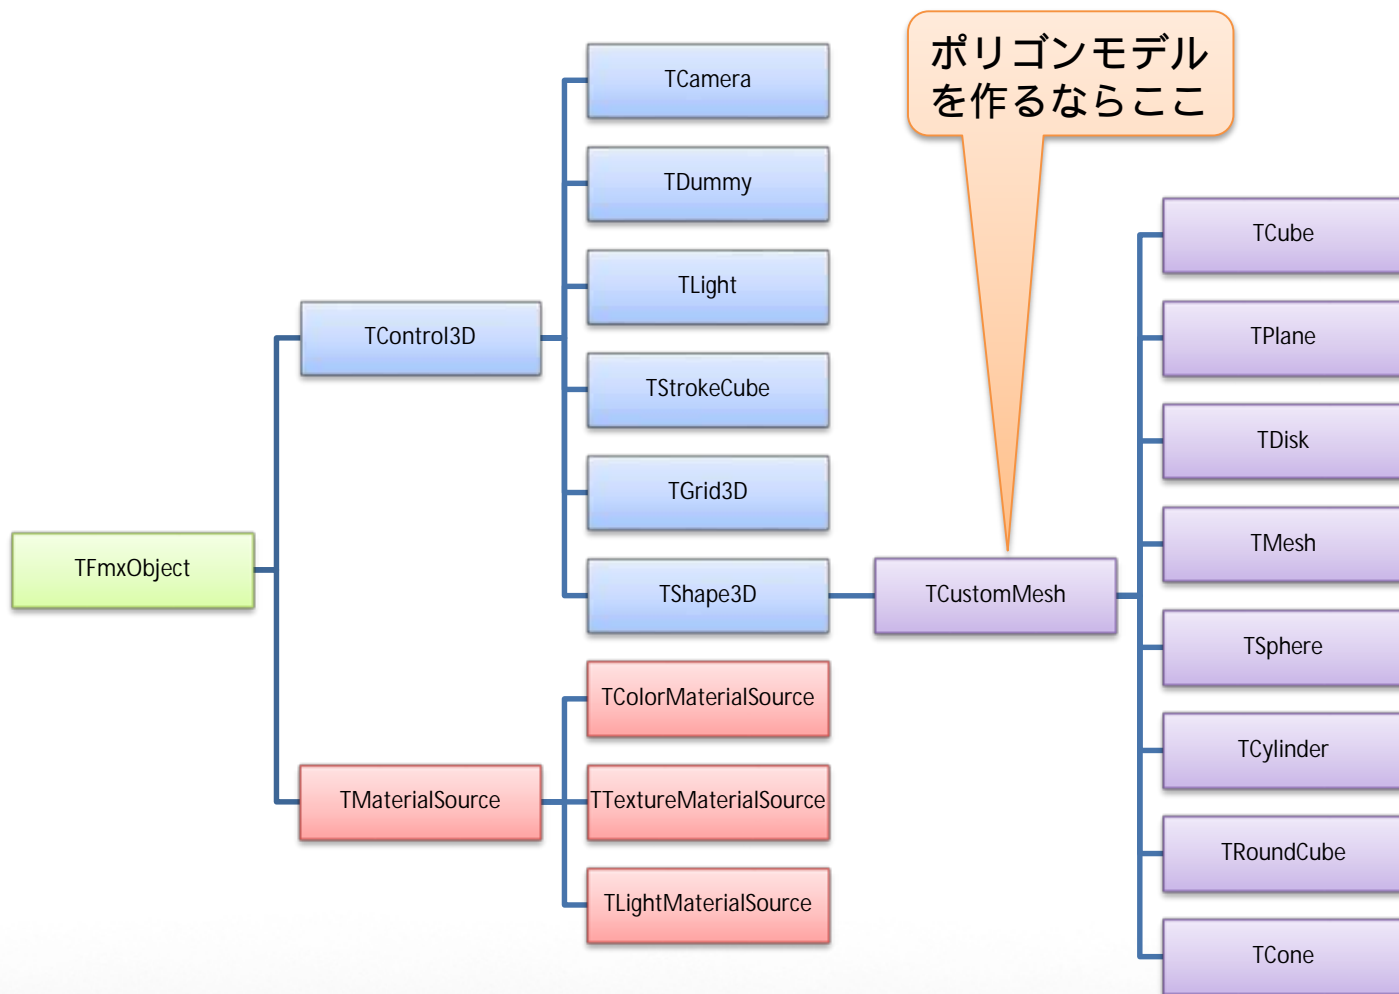 ポリゴンモデル
を作るならここ
TCamera
TDummy
TLight
TStrokeCube
TGrid3D
TShape3D
TControl3D
TFmxObject
TMaterialSource
TColorMaterialSource
TTextureMaterialSource
TLightMaterialSource
TCustomMesh
TCube
TPlane
TDisk
TMesh
TSphere
TCylinder
TRoundCube
TCone